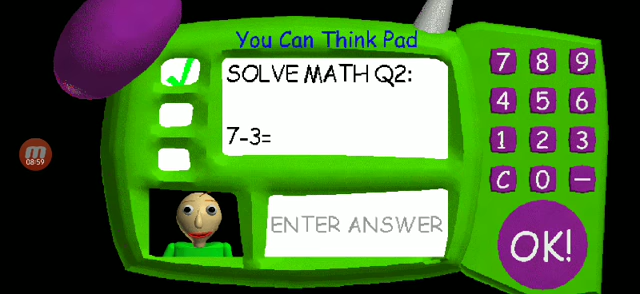 You Can Think Pad
SOLVE MATH Q2:
7-3=
7 8 9
4 5 6
1 2 3
C 0 -
08:59
ENTER ANSWER
OK!